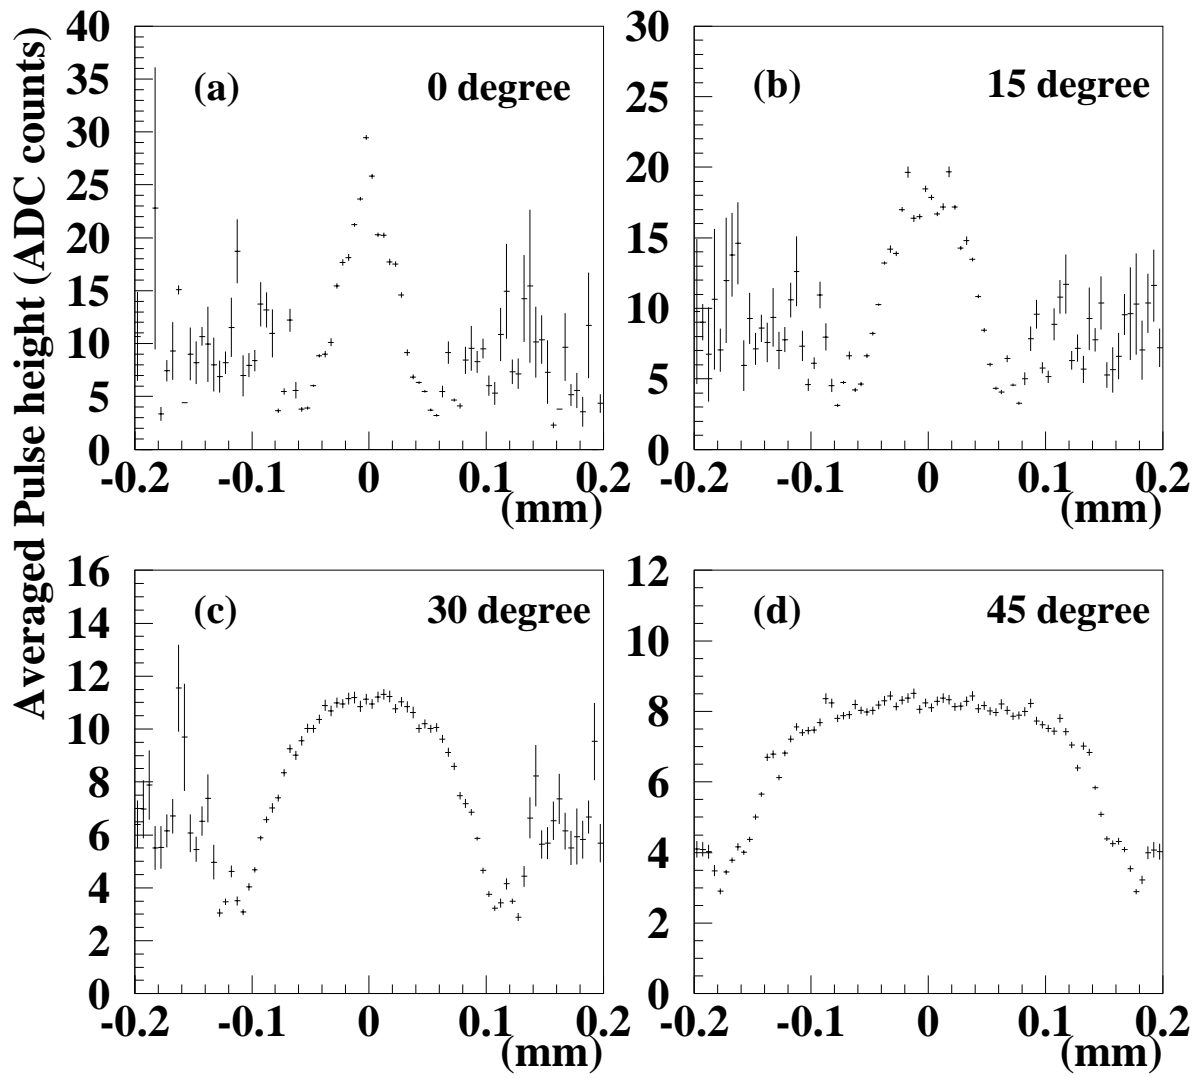 Averaged Pulse height (ADC counts)
40
35
30
25
20
15
10
5
0
(a) 0 degree
-0.2 -0.1 0 0.1 0.2
(mm)
30
25
20
15
10
5
0
(b) 15 degree
-0.2 -0.1 0 0.1 0.2
(mm)
16
14
12
10
8
6
4
2
0
(c) 30 degree
-0.2 -0.1 0 0.1 0.2
(mm)
12
10
8
6
4
2
0
(d) 45 degree
-0.2 -0.1 0 0.1 0.2
(mm)